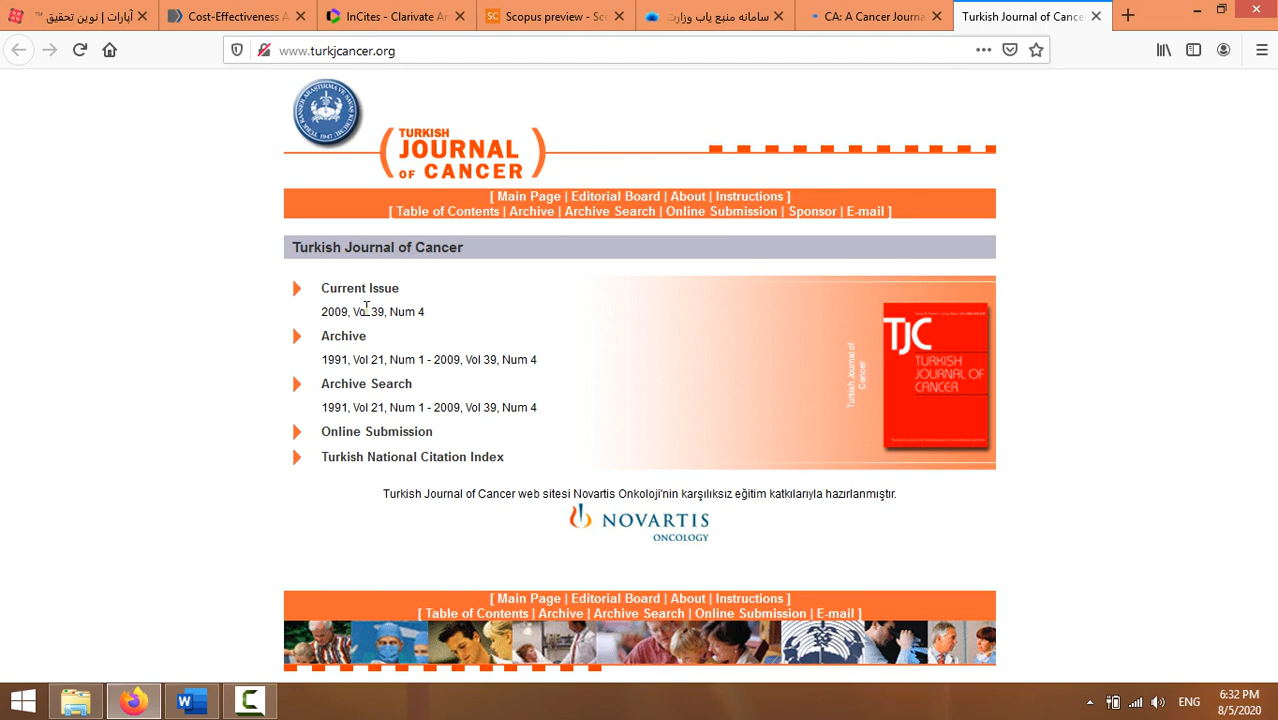 آپارات | نوین تحقیق ™
Cost-Effectiveness A
InCites - Clarivate An
Scopus preview - Sco
سامانه منبع یاب وزارت
CA: A Cancer Journa
Turkish Journal of Cance
www.turkjcancer.org
TURKISH
JOURNAL
OF CANCER
[ Main Page | Editorial Board | About | Instructions ]
[ Table of Contents | Archive | Archive Search | Online Submission | Sponsor | E-mail ]
Turkish Journal of Cancer
Current Issue
2009, Vol 39, Num 4
Archive
1991, Vol 21, Num 1 - 2009, Vol 39, Num 4
Archive Search
1991, Vol 21, Num 1 - 2009, Vol 39, Num 4
Online Submission
Turkish National Citation Index
Turkish Journal of
Cancer
TJC
TURKISH
JOURNAL OF
CANCER
Turkish Journal of Cancer web sitesi Novartis Onkoloji'nin karşılıksız eğitim katkılarıyla hazırlanmıştır.
NOVARTIS
ONCOLOGY
[ Main Page | Editorial Board | About | Instructions ]
[ Table of Contents | Archive | Archive Search | Online Submission | E-mail ]
ENG
6:32 PM
8/5/2020